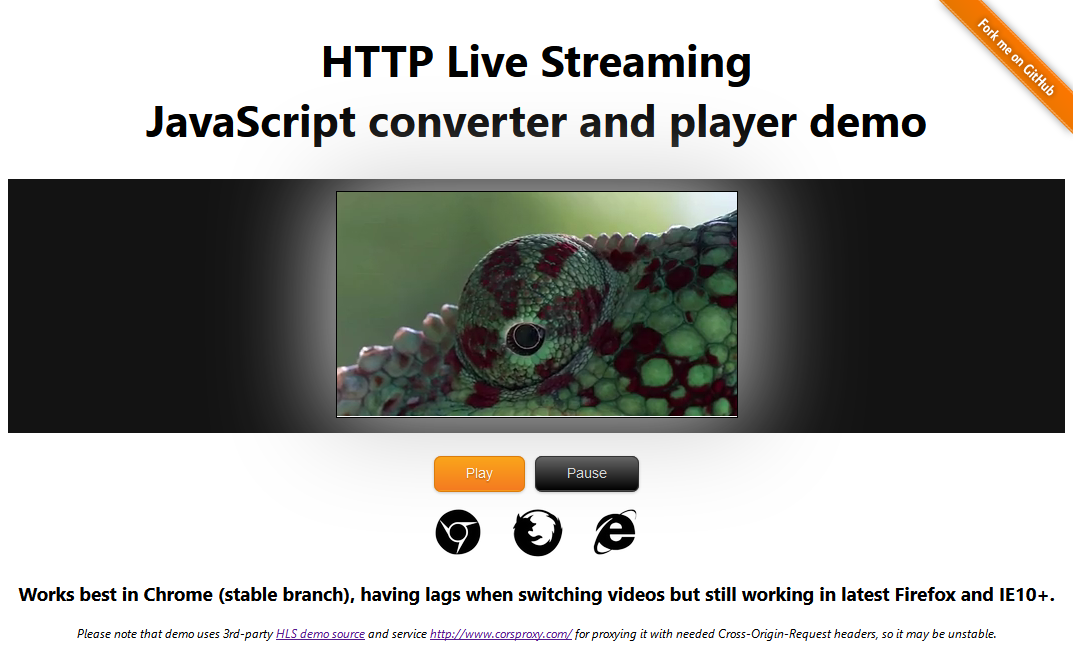 Fork me on GitHub
HTTP Live Streaming
JavaScript converter and player demo
Play Pause
Works best in Chrome (stable branch), having lags when switching videos but still working in latest Firefox and IE10+.
Please note that demo uses 3rd-party HLS demo source and service http://www.corsproxy.com/ for proxying it with needed Cross-Origin-Request headers, so it may be unstable.